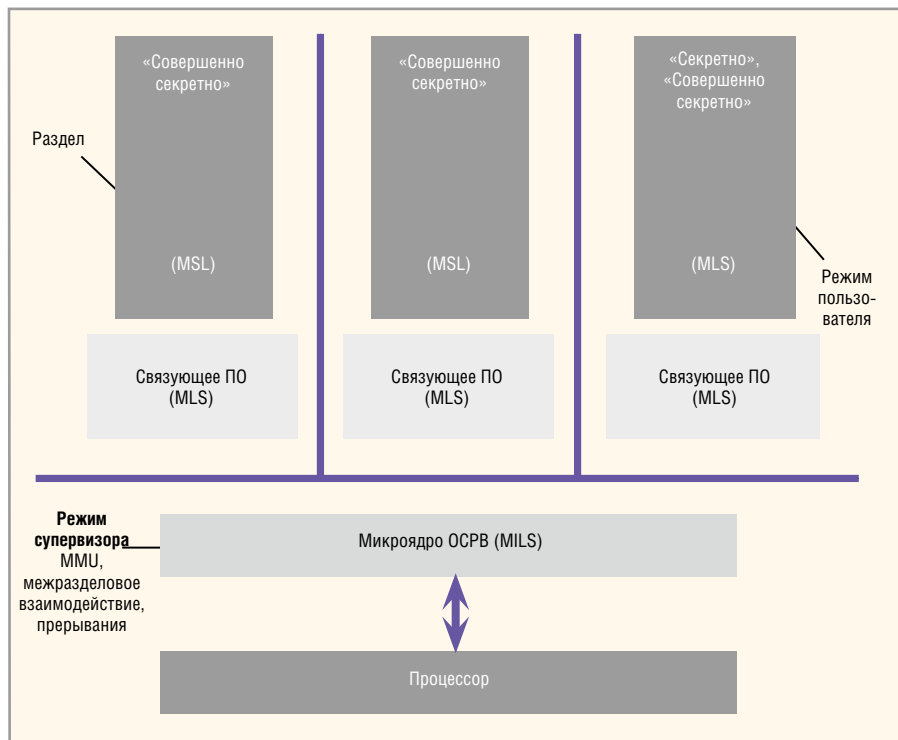 «Совершенно
секретно»
«Совершенно
секретно»
«Секретно»,
«Совершенно
секретно»
Раздел
(MSL)
(MSL)
(MLS)
Режим
пользо-
вателя
Связующее ПО
(MLS)
Связующее ПО
(MLS)
Связующее ПО
(MLS)
Режим
супервизора
MMU,
межразделовое
взаимодействие,
прерывания
Микроядро ОСРВ (MILS)
Процессор